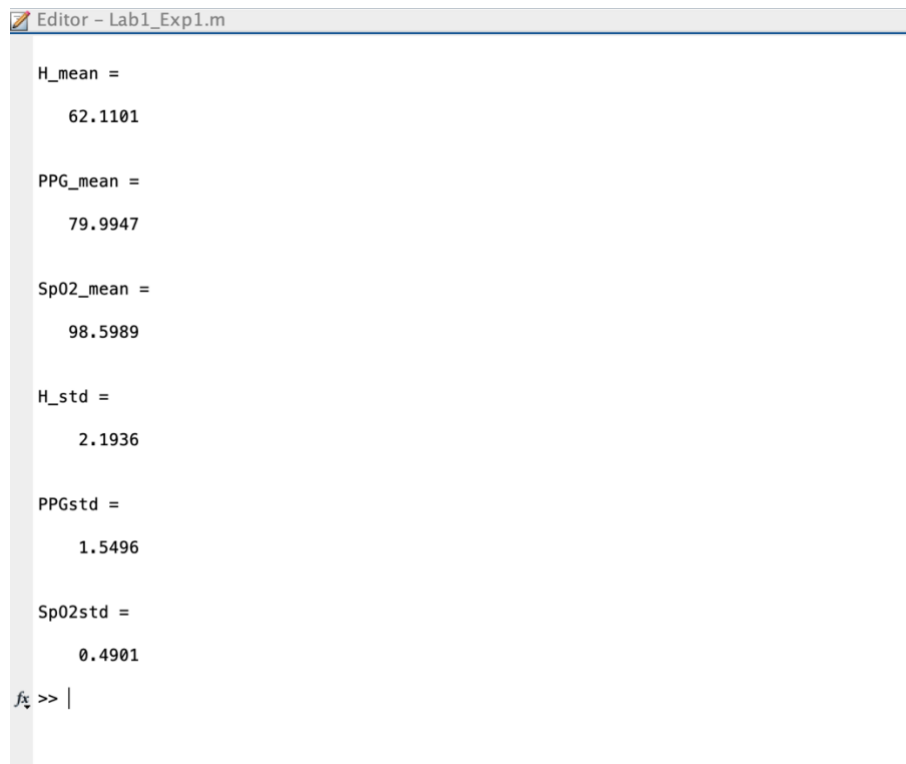 Editor – Lab1_Exp1.m
H_mean =
62.1101
PPG_mean =
79.9947
SpO2_mean =
98.5989
H_std =
2.1936
PPGstd =
1.5496
SpO2std =
0.4901
fx >>